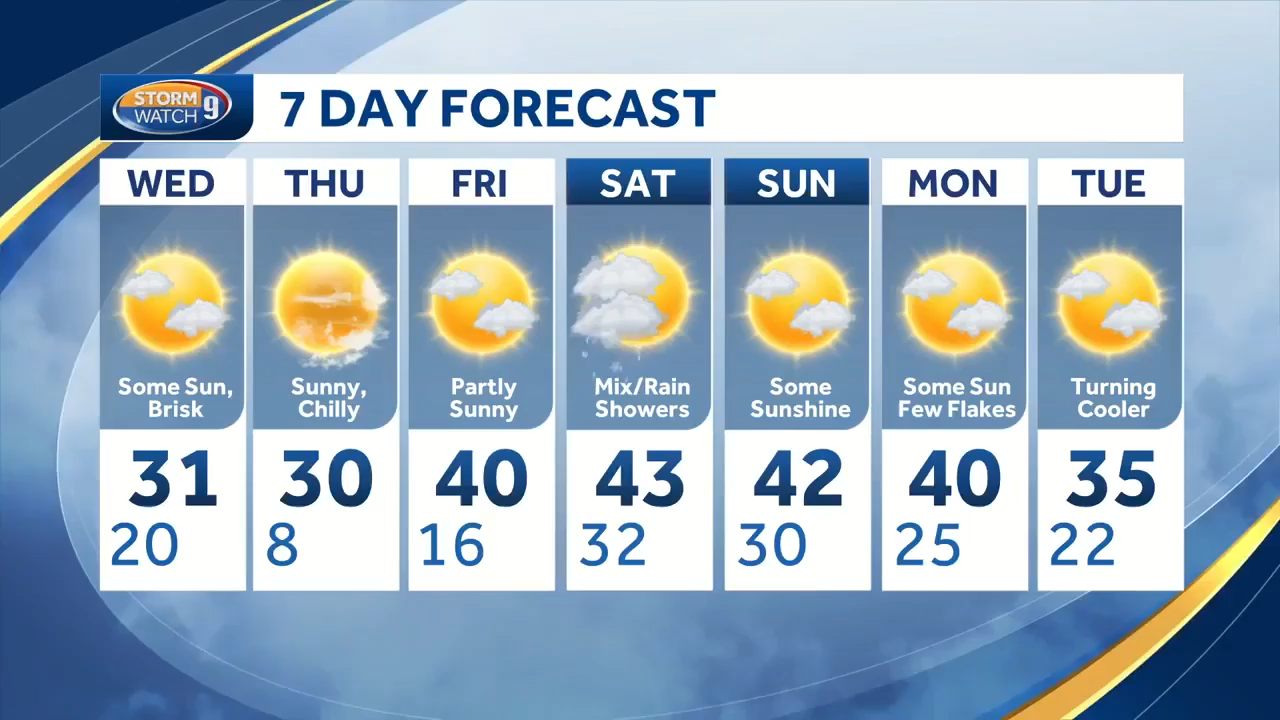 STORM
WATCH 9
7 DAY FORECAST
WED
Some Sun,
Brisk
31
20
THU
Sunny,
Chilly
30
8
FRI
Partly
Sunny
40
16
SAT
Mix/Rain
Showers
43
32
SUN
Some
Sunshine
42
30
MON
Some Sun
Few Flakes
40
25
TUE
Turning
Cooler
35
22